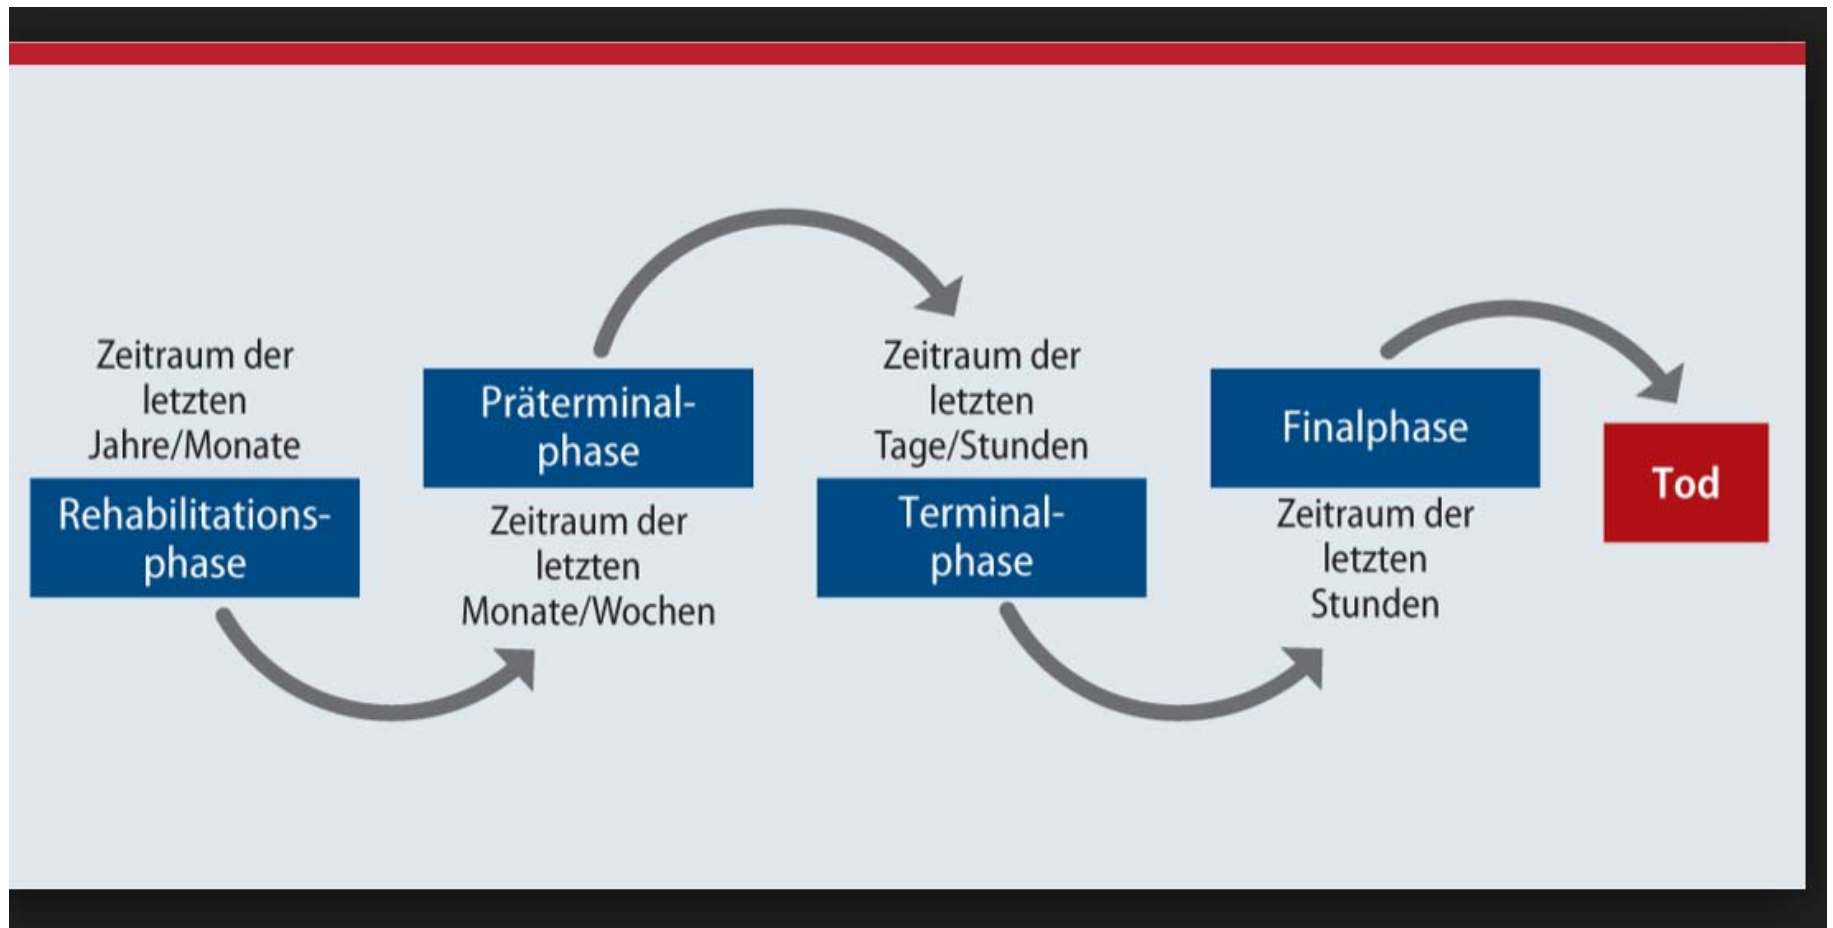 Zeitraum der
letzten
Jahre/Monate
Rehabilitations-
phase
Präterminal-
phase
Zeitraum der
letzten
Monate/Wochen
Zeitraum der
letzten
Tage/Stunden
Terminal-
phase
Finalphase
Zeitraum der
letzten
Stunden
Tod